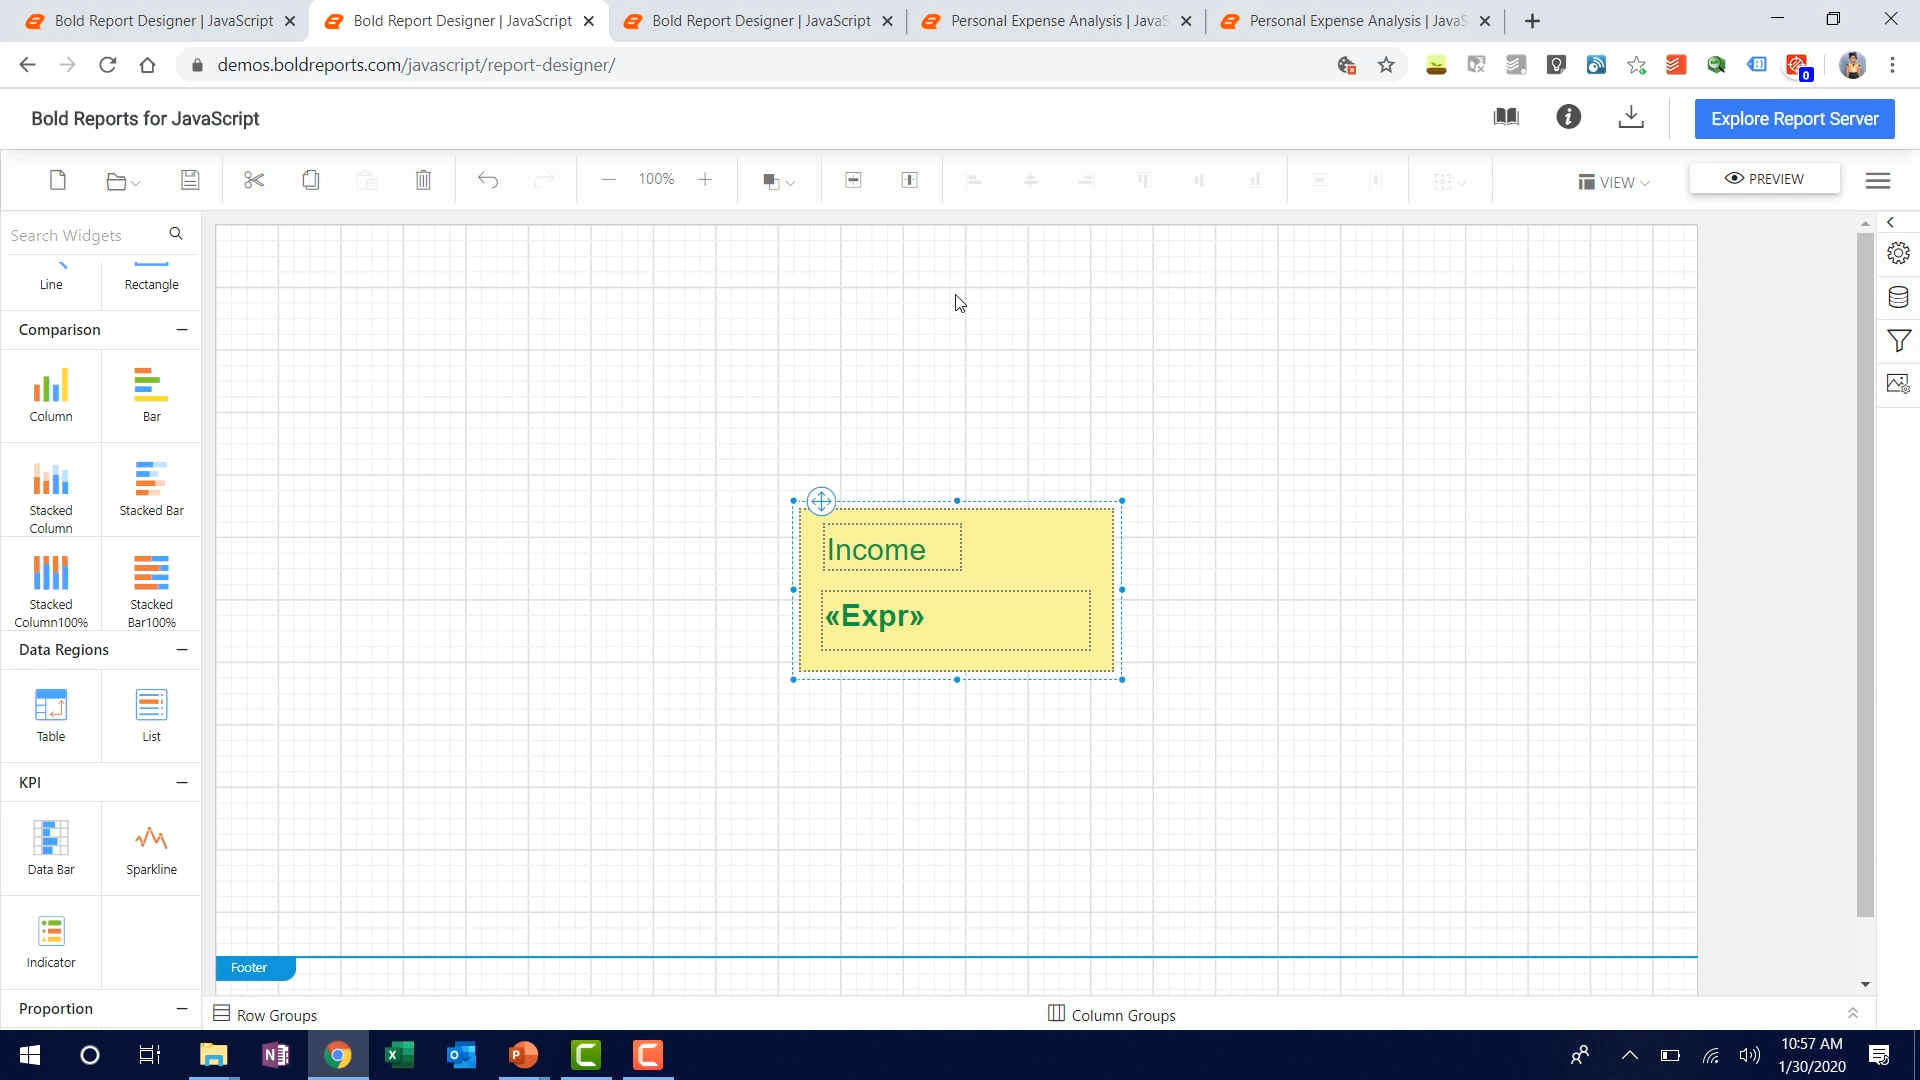 Bold Report Designer | JavaScript
Bold Report Designer | JavaScript
Bold Report Designer | JavaScript
Personal Expense Analysis | Java
Personal Expense Analysis | Java
demos.boldreports.com/javascript/report-designer/
0
Bold Reports for JavaScript
Explore Report Server
100%
VIEW
PREVIEW
Search Widgets
Line
Rectangle
Comparison
Column
Bar
Stacked
Column
Stacked Bar
Stacked
Column100%
Stacked
Bar100%
Data Regions
Table
List
KPI
Data Bar
Sparkline
Indicator
Proportion
Income
«Expr»
Footer
Row Groups
Column Groups
10:57 AM
1/30/2020